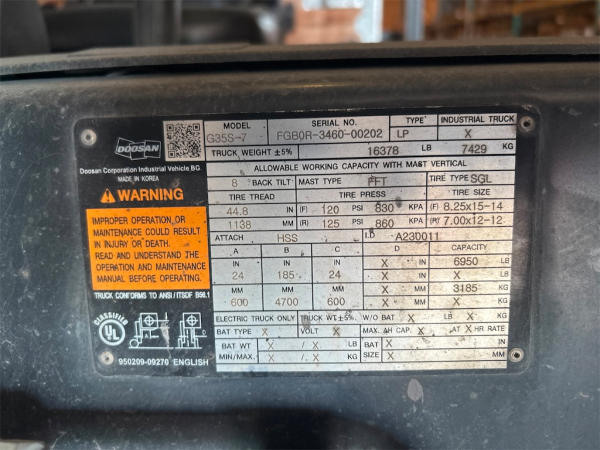 DOOSAN
Doosan Corporation Industrial Vehicle BG
MADE IN KOREA
WARNING
IMPROPER OPERATION, OR
MAINTENANCE COULD RESULT
IN INJURY OR DEATH.
READ AND UNDERSTAND THE
OPERATION AND MAINTENANCE
MANUAL BEFORE OPERATING.
TRUCK CONFORMS TO ANSI / ITSDF B56.1
CLASSIFIED
UL
950209-09270 ENGLISH
MODEL SERIAL NO. TYPE INDUSTRIAL TRUCK
G35S-7 FGB0R-3460-00202 LP X
TRUCK WEIGHT ±5% 16378 LB 7429 KG
ALLOWABLE WORKING CAPACITY WITH MAST VERTICAL
8 BACK TILT MAST TYPE FFT TIRE TYPE SGL
TIRE TREAD TIRE PRESS TIRE SIZE
44.8 IN (F) 120 PSI 830 KPA (F) 8.25x15-14
1138 MM (R) 125 PSI 860 KPA (R) 7.00x12-12
ATTACH HSS I.D A230011
A B C D CAPACITY
IN IN IN X IN 6950 LB
24 185 24 X X
MM MM MM X MM 3185 KG
600 4700 600 X X KG
ELECTRIC TRUCK ONLY TRUCK WT ±5% W/O BAT X LB X KG
BAT TYPE X VOLT X MAX. AH CAP. X AT X HR RATE
BAT WT X / X LB BAT X IN
MIN/MAX. X / X KG SIZE X MM